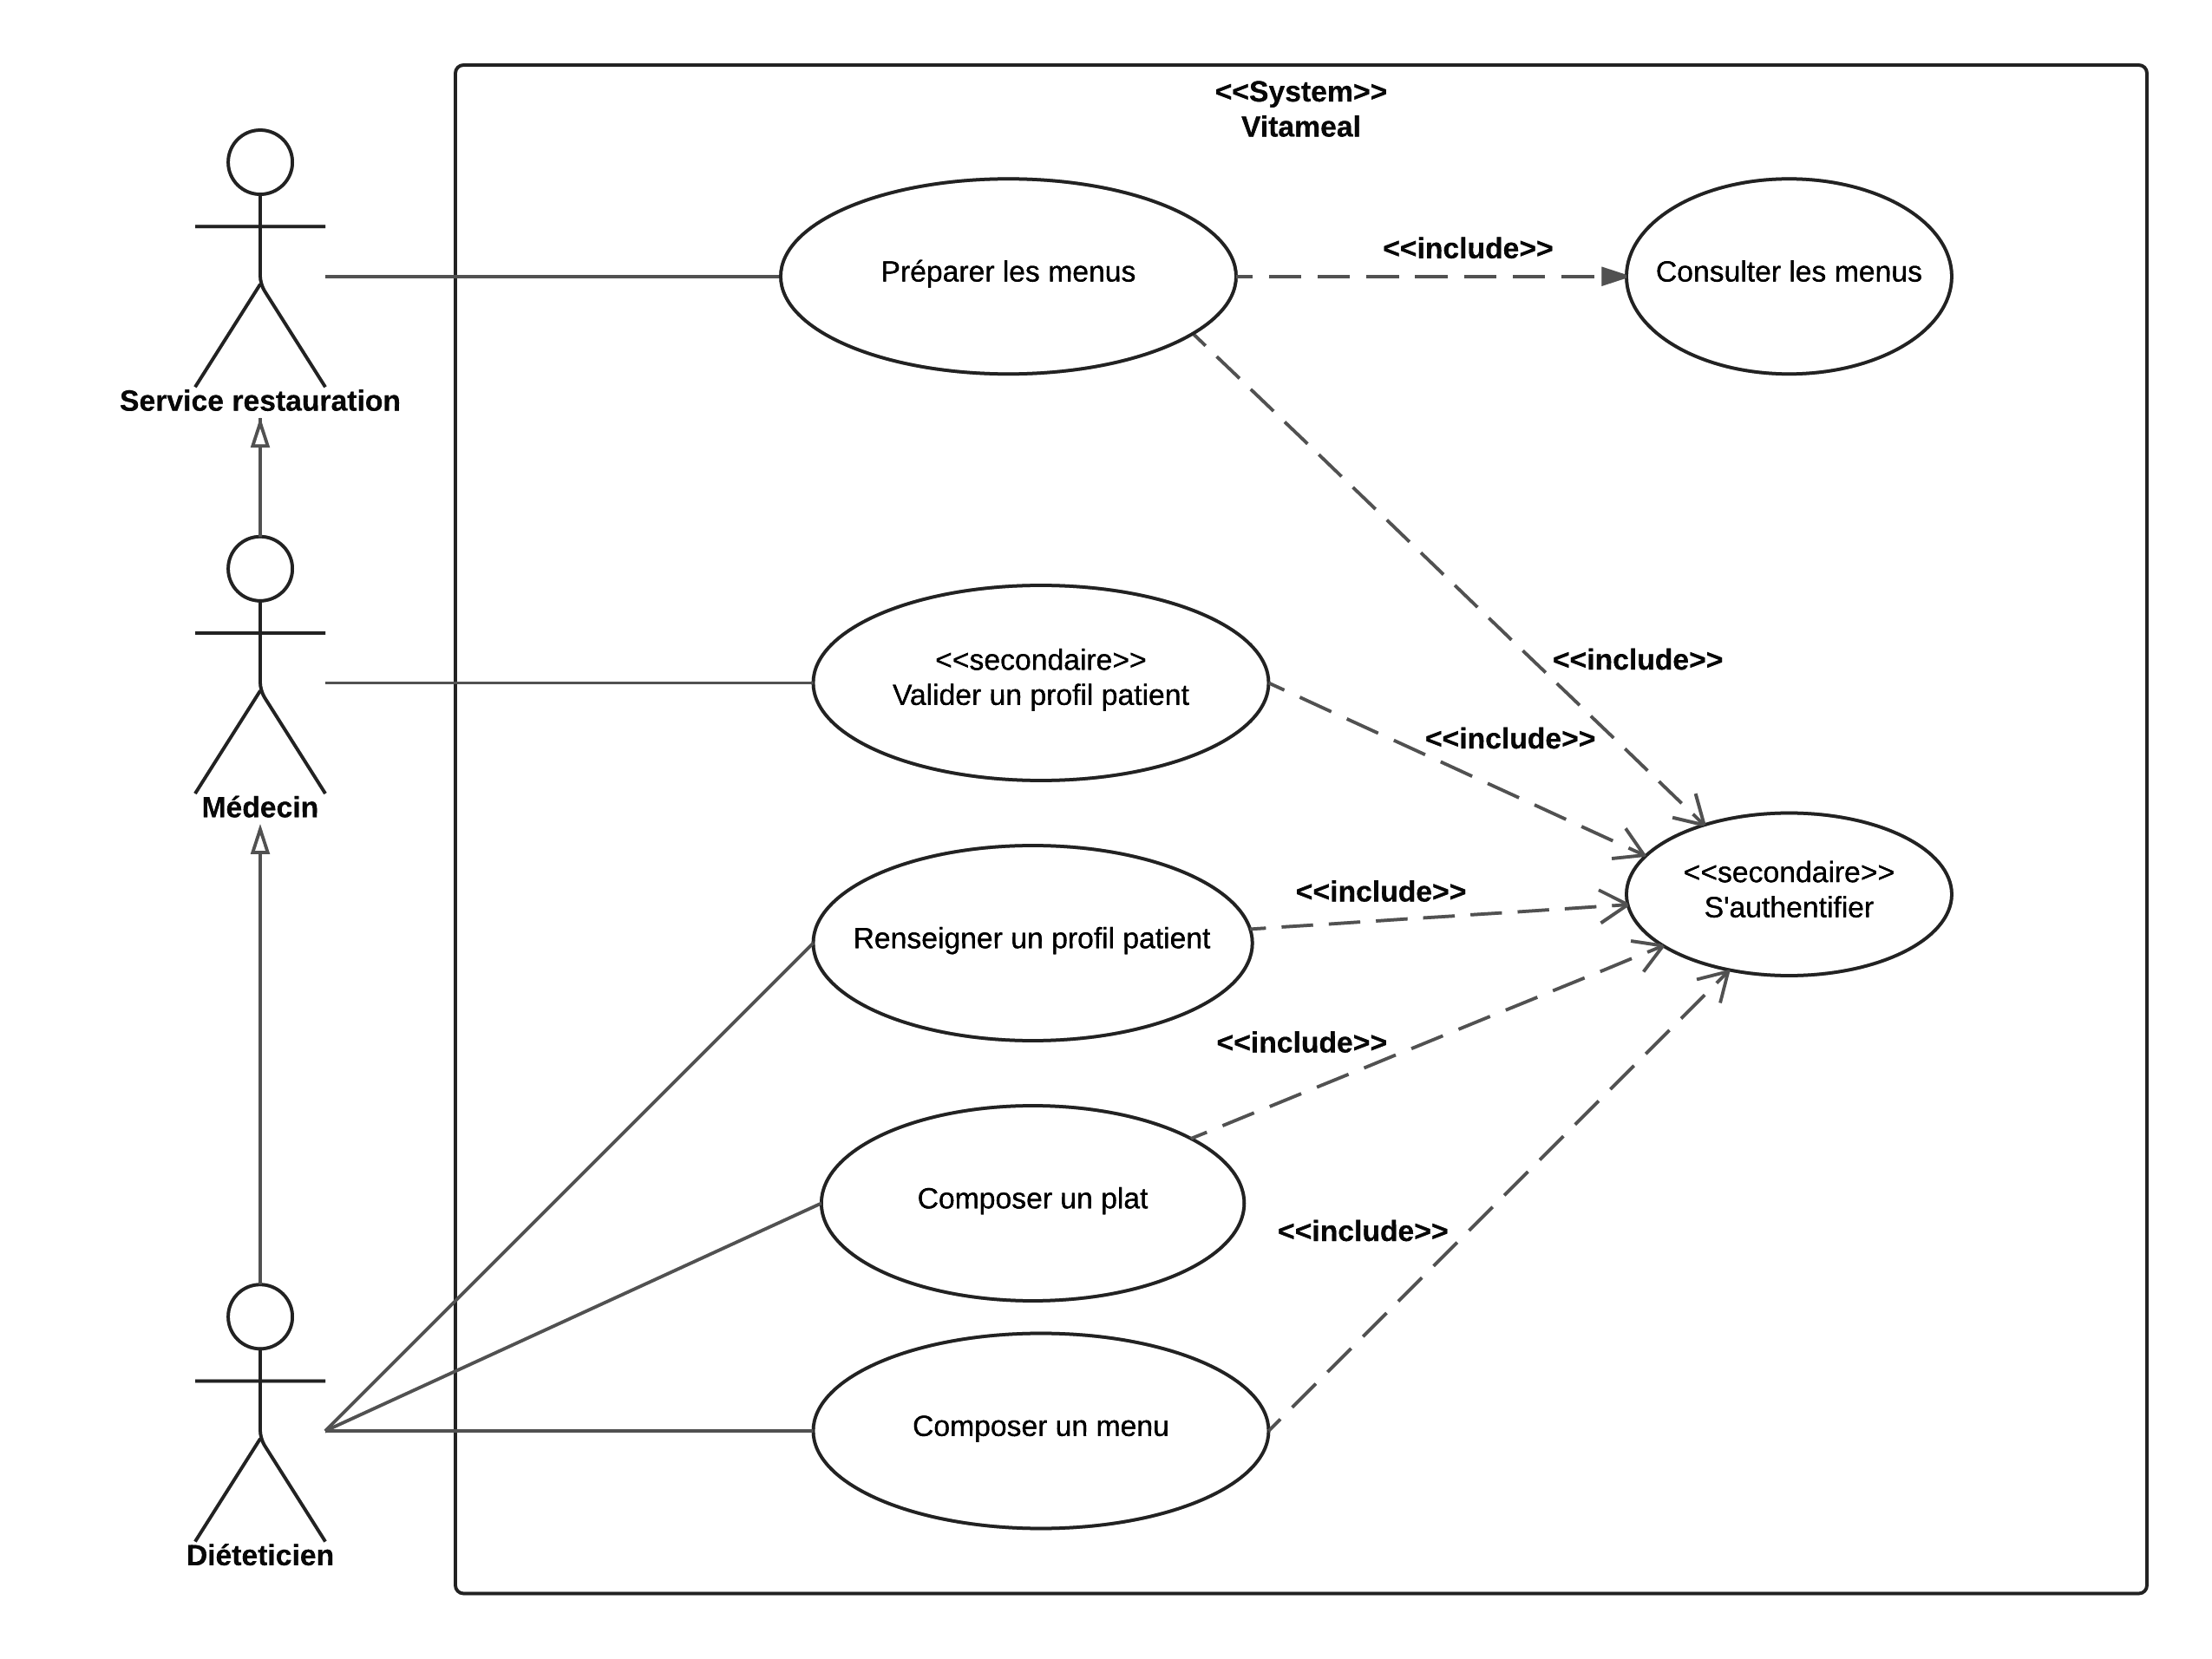 <<System>>
Vitameal
Préparer les menus
<<include>>
Consulter les menus
Service restauration
<<secondaire>>
Valider un profil patient
<<include>>
<<include>>
Médecin
Renseigner un profil patient
<<include>>
<<secondaire>>
S'authentifier
<<include>>
Composer un plat
<<include>>
Composer un menu
Diéteticien